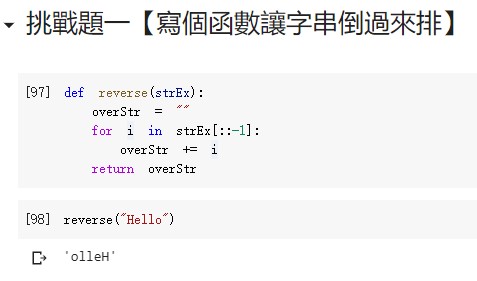 挑戰題一【寫個函數讓字串倒過來排】
[97] def reverse(strEx):
    overStr = ""
    for i in strEx[::-1]:
        overStr += i
    return overStr
[98] reverse("Hello")
'olleH'